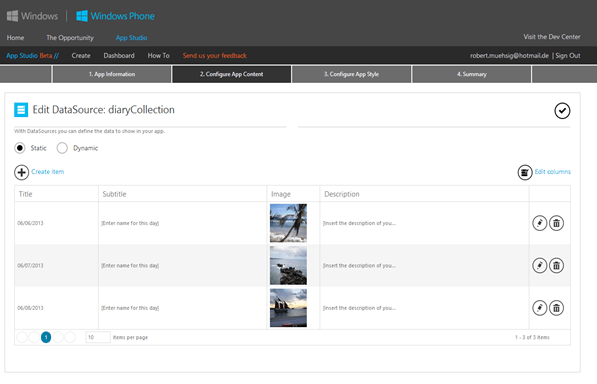 Windows | Windows Phone
Home The Opportunity App Studio Visit the Dev Center
App Studio Beta // Create Dashboard How To Send us your feedback robert.muehsig@hotmail.de | Sign Out
1. App Information 2. Configure App Content 3. Configure App Style 4. Summary
Edit DataSource: diaryCollection
With DataSources you can define the data to show in your app.
Static Dynamic
Create item Edit columns
Title Subtitle Image Description
06/06/2013 [Enter name for this day] [Insert the description of you...
06/07/2013 [Enter name for this day] [Insert the description of you...
06/08/2013 [Enter name for this day] [Insert the description of you...
1 10 items per page 1 - 3 of 3 items